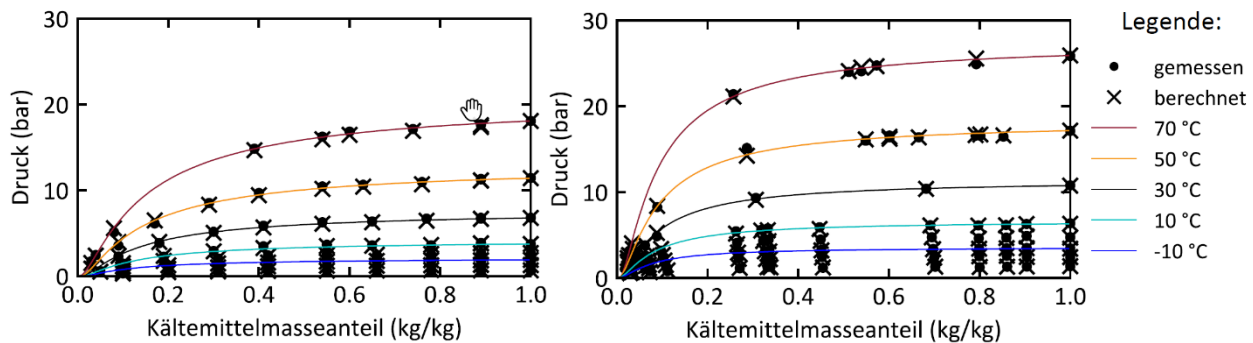 30
20
10
0
Druck (bar)
0.0 0.2 0.4 0.6 0.8 1.0
Kältemittelmasseanteil (kg/kg)
30
20
10
0
Druck (bar)
0.0 0.2 0.4 0.6 0.8 1.0
Kältemittelmasseanteil (kg/kg)
Legende:
gemessen
berechnet
70 °C
50 °C
30 °C
10 °C
-10 °C